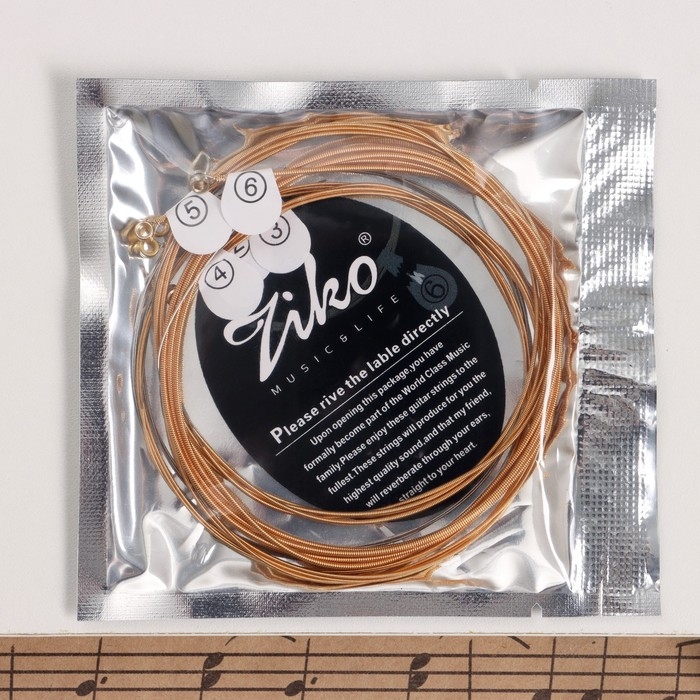 ⑤ ⑥
③
④
Ziko ®
MUSIC & LIFE
⑥
Please rive the lable directly
Upon opening this package,you have
formally become part of the World Class Music
family.Please enjoy these guitar strings to the
fullest.These strings will produce for you the
highest quality sound,and that my friend,
will reverberate through your ears,
straight to your heart.